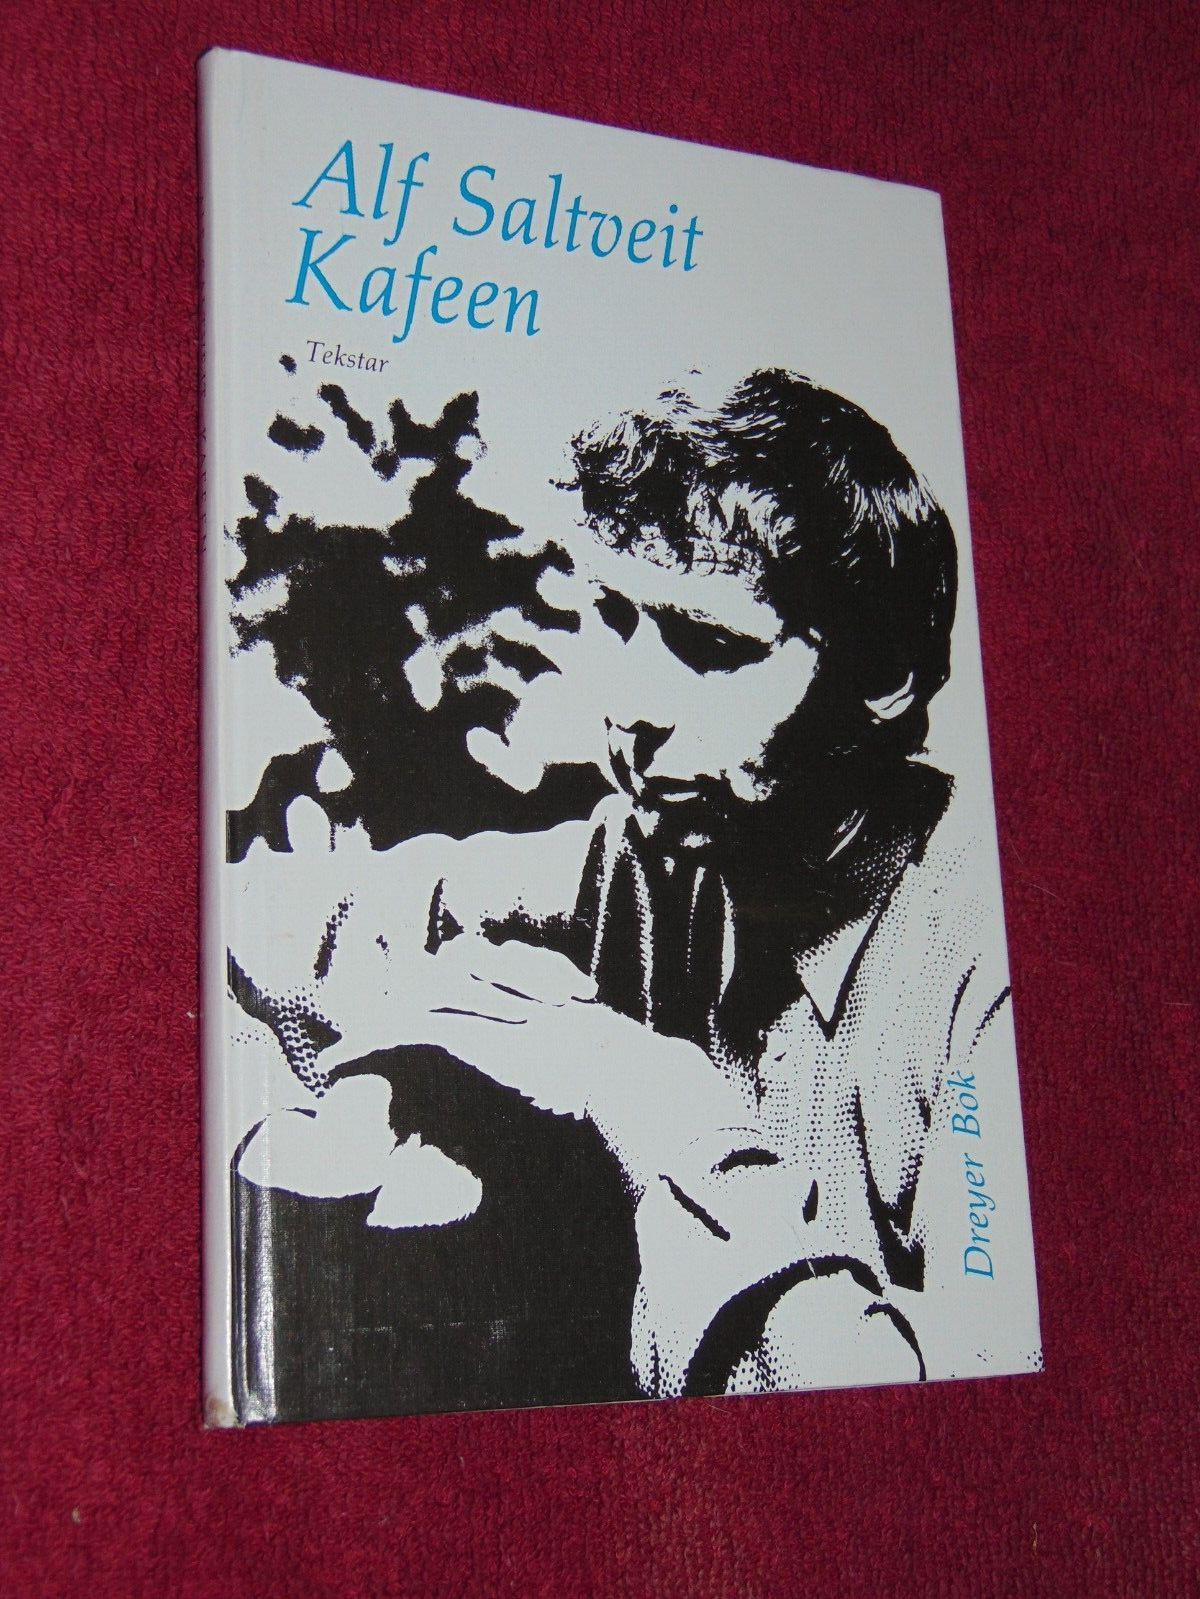 Alf Saltveit
Kafeen
Tekstar
Dreyer Bok